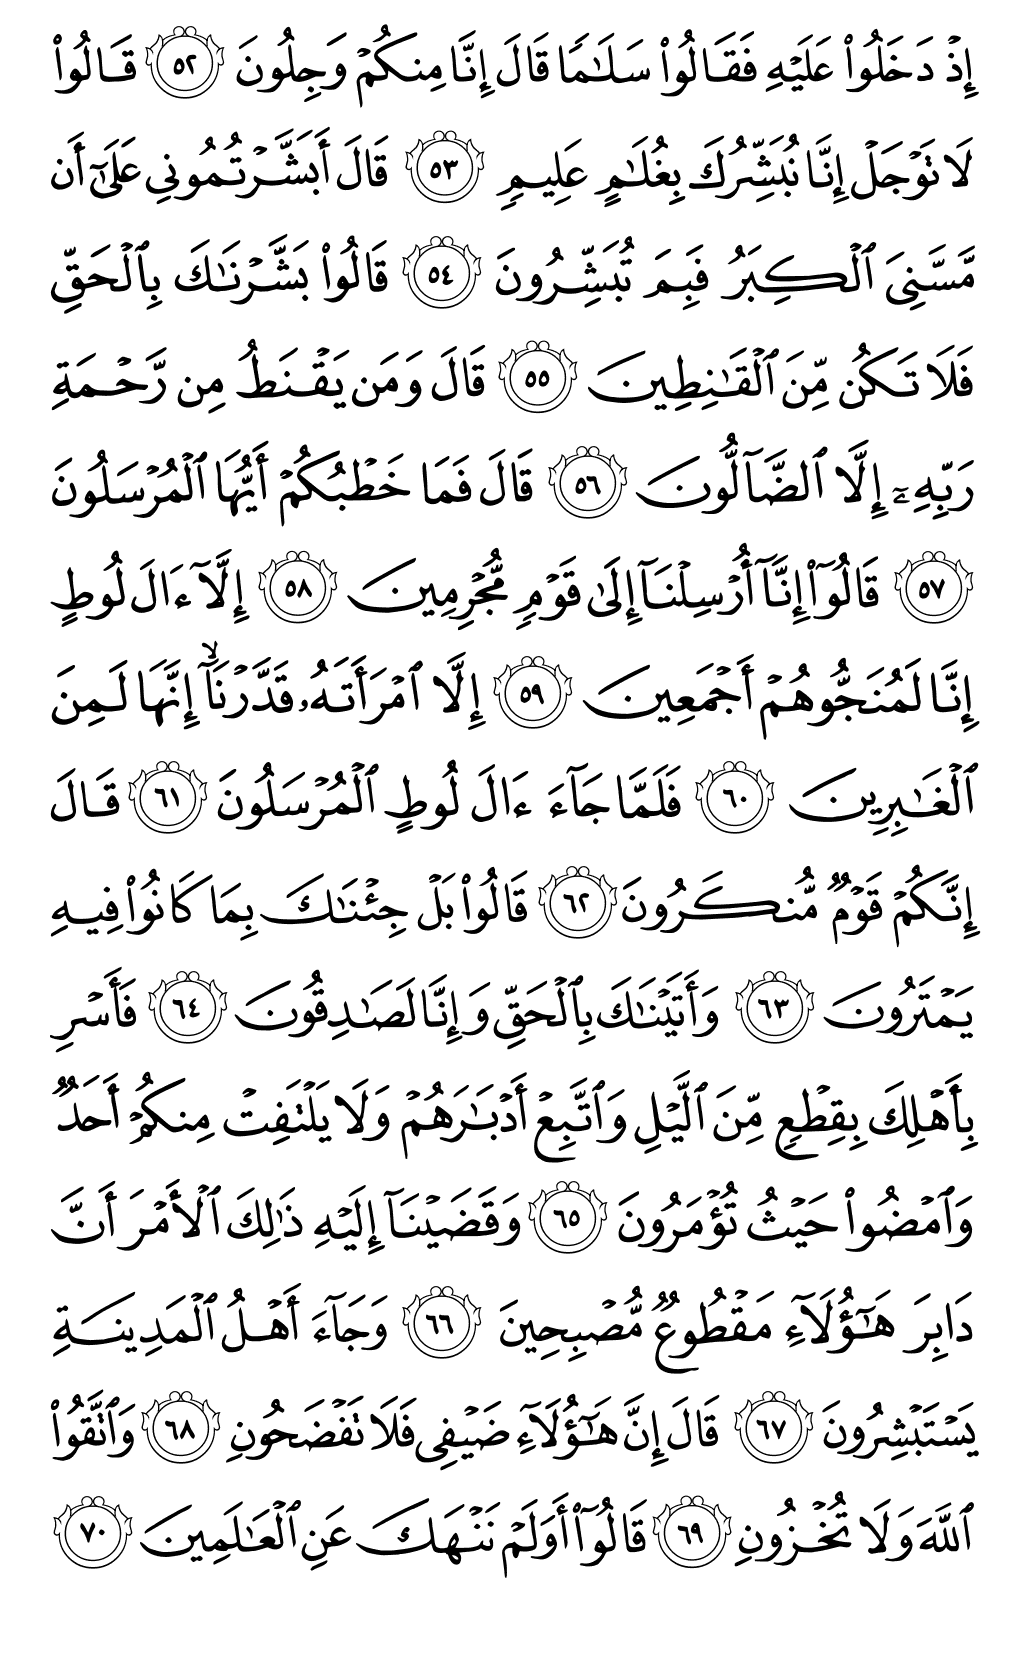 إِذۡ دَخَلُواْ عَلَيۡهِ فَقَالُواْ سَلَٰمٗا قَالَ إِنَّا مِنكُمۡ وَجِلُونَ ٥٢ قَالُواْ
لَا تَوۡجَلۡ إِنَّا نُبَشِّرُكَ بِغُلَٰمٍ عَلِيمٖ ٥٣ قَالَ أَبَشَّرۡتُمُونِي عَلَىٰٓ أَن
مَّسَّنِيَ ٱلۡكِبَرُ فَبِمَ تُبَشِّرُونَ ٥٤ قَالُواْ بَشَّرۡنَٰكَ بِٱلۡحَقِّ
فَلَا تَكُن مِّنَ ٱلۡقَٰنِطِينَ ٥٥ قَالَ وَمَن يَقۡنَطُ مِن رَّحۡمَةِ
رَبِّهِۦٓ إِلَّا ٱلضَّآلُّونَ ٥٦ قَالَ فَمَا خَطۡبُكُمۡ أَيُّهَا ٱلۡمُرۡسَلُونَ
٥٧ قَالُوٓاْ إِنَّآ أُرۡسِلۡنَآ إِلَىٰ قَوۡمٖ مُّجۡرِمِينَ ٥٨ إِلَّآ ءَالَ لُوطٍ
إِنَّا لَمُنَجُّوهُمۡ أَجۡمَعِينَ ٥٩ إِلَّا ٱمۡرَأَتَهُۥ قَدَّرۡنَآۙ إِنَّهَا لَمِنَ
ٱلۡغَٰبِرِينَ ٦٠ فَلَمَّا جَآءَ ءَالَ لُوطٍ ٱلۡمُرۡسَلُونَ ٦١ قَالَ
إِنَّكُمۡ قَوۡمٞ مُّنكَرُونَ ٦٢ قَالُواْ بَلۡ جِئۡنَٰكَ بِمَا كَانُواْ فِيهِ
يَمۡتَرُونَ ٦٣ وَأَتَيۡنَٰكَ بِٱلۡحَقِّ وَإِنَّا لَصَٰدِقُونَ ٦٤ فَأَسۡرِ
بِأَهۡلِكَ بِقِطۡعٖ مِّنَ ٱلَّيۡلِ وَٱتَّبِعۡ أَدۡبَٰرَهُمۡ وَلَا يَلۡتَفِتۡ مِنكُمۡ أَحَدٞ
وَٱمۡضُواْ حَيۡثُ تُؤۡمَرُونَ ٦٥ وَقَضَيۡنَآ إِلَيۡهِ ذَٰلِكَ ٱلۡأَمۡرَ أَنَّ
دَابِرَ هَٰٓؤُلَآءِ مَقۡطُوعٞ مُّصۡبِحِينَ ٦٦ وَجَآءَ أَهۡلُ ٱلۡمَدِينَةِ
يَسۡتَبۡشِرُونَ ٦٧ قَالَ إِنَّ هَٰٓؤُلَآءِ ضَيۡفِي فَلَا تَفۡضَحُونِ ٦٨ وَٱتَّقُواْ
ٱللَّهَ وَلَا تُخۡزُونِ ٦٩ قَالُوٓاْ أَوَلَمۡ نَنۡهَكَ عَنِ ٱلۡعَٰلَمِينَ ٧٠